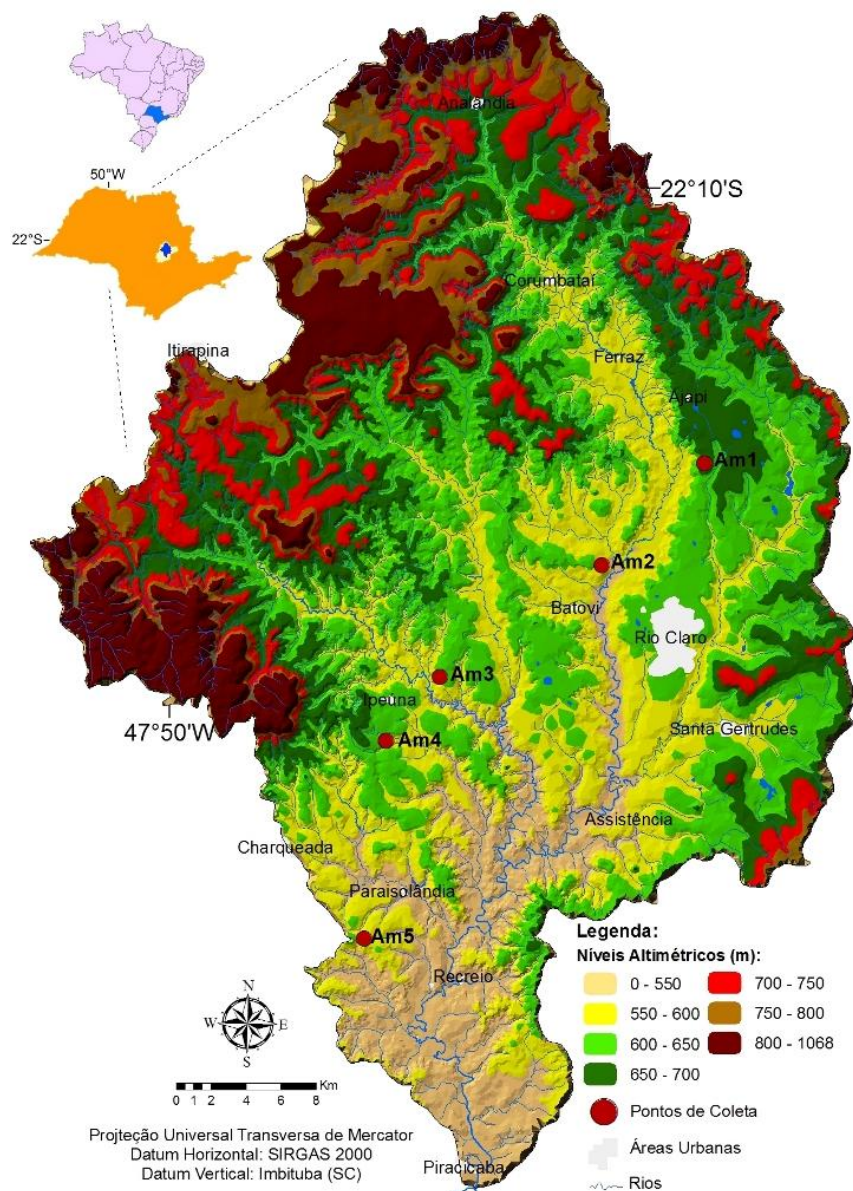 50°W
22°S
Analândia
22°10'S
Corumbataí
Itirapina
Ferraz
Ajapi
Am1
Am2
Batovi
Rio Claro
Am3
Ipeúna
47°50'W
Santa Gertrudes
Am4
Assistência
Charqueada
Paraisolândia
Am5
Recreio
Piracicaba
N
W E
S
Km
0 1 2 4 6 8
Projteção Universal Transversa de Mercator
Datum Horizontal: SIRGAS 2000
Datum Vertical: Imbituba (SC)
Legenda:
Níveis Altimétricos (m):
0 - 550
550 - 600
600 - 650
650 - 700
700 - 750
750 - 800
800 - 1068
Pontos de Coleta
Áreas Urbanas
Rios